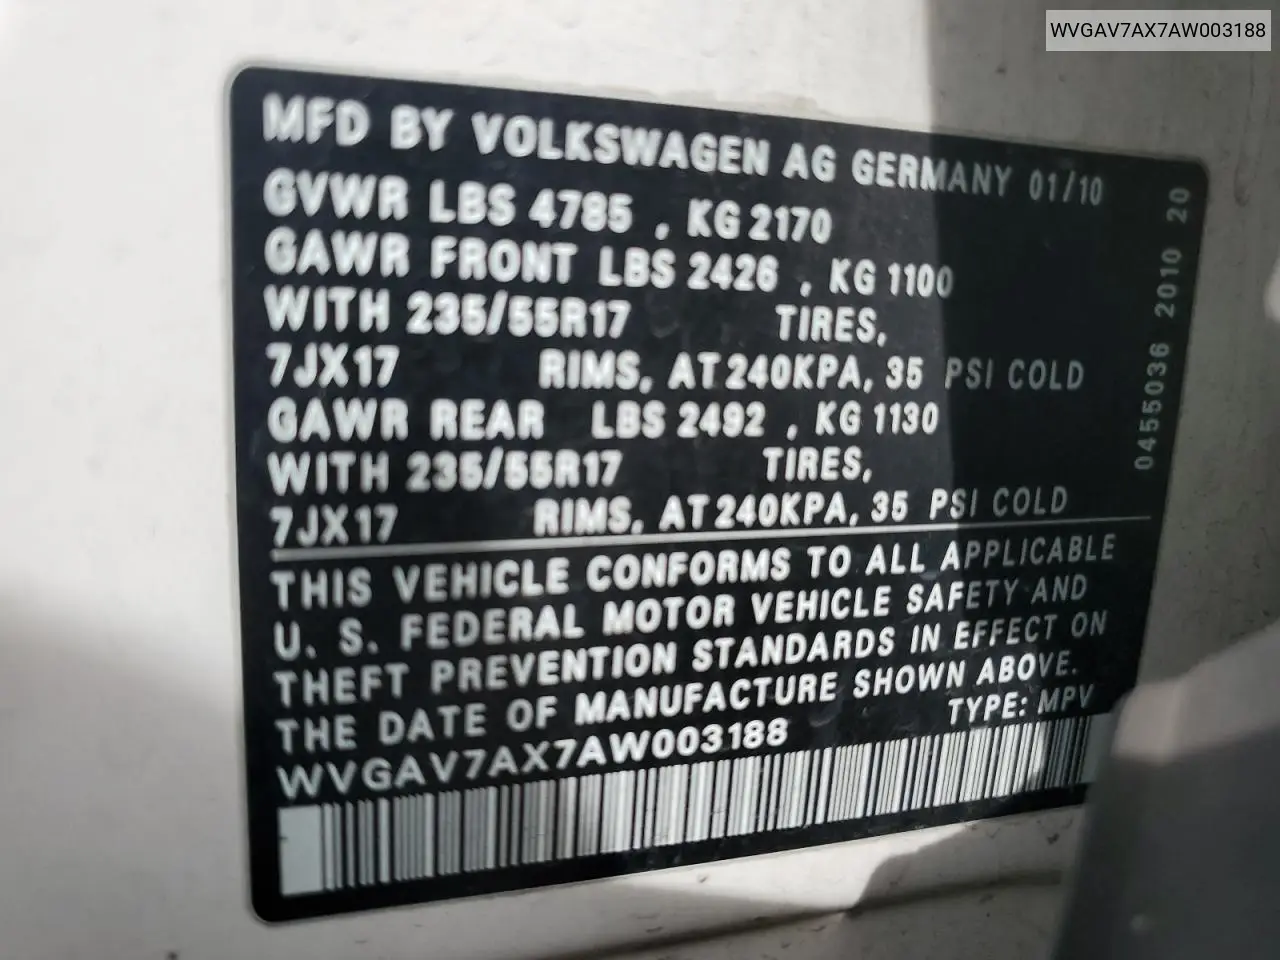 WVGAV7AX7AW003188
MFD BY VOLKSWAGEN AG GERMANY 01/10
GVWR LBS 4785 , KG 2170
GAWR FRONT LBS 2426 , KG 1100
WITH 235/55R17 TIRES,
7JX17 RIMS, AT 240KPA, 35 PSI COLD
GAWR REAR LBS 2492 , KG 1130
WITH 235/55R17 TIRES,
7JX17 RIMS, AT 240KPA, 35 PSI COLD
THIS VEHICLE CONFORMS TO ALL APPLICABLE
U. S. FEDERAL MOTOR VEHICLE SAFETY AND
THEFT PREVENTION STANDARDS IN EFFECT ON
THE DATE OF MANUFACTURE SHOWN ABOVE.
WVGAV7AX7AW003188 TYPE: MPV
0455036 2010 20